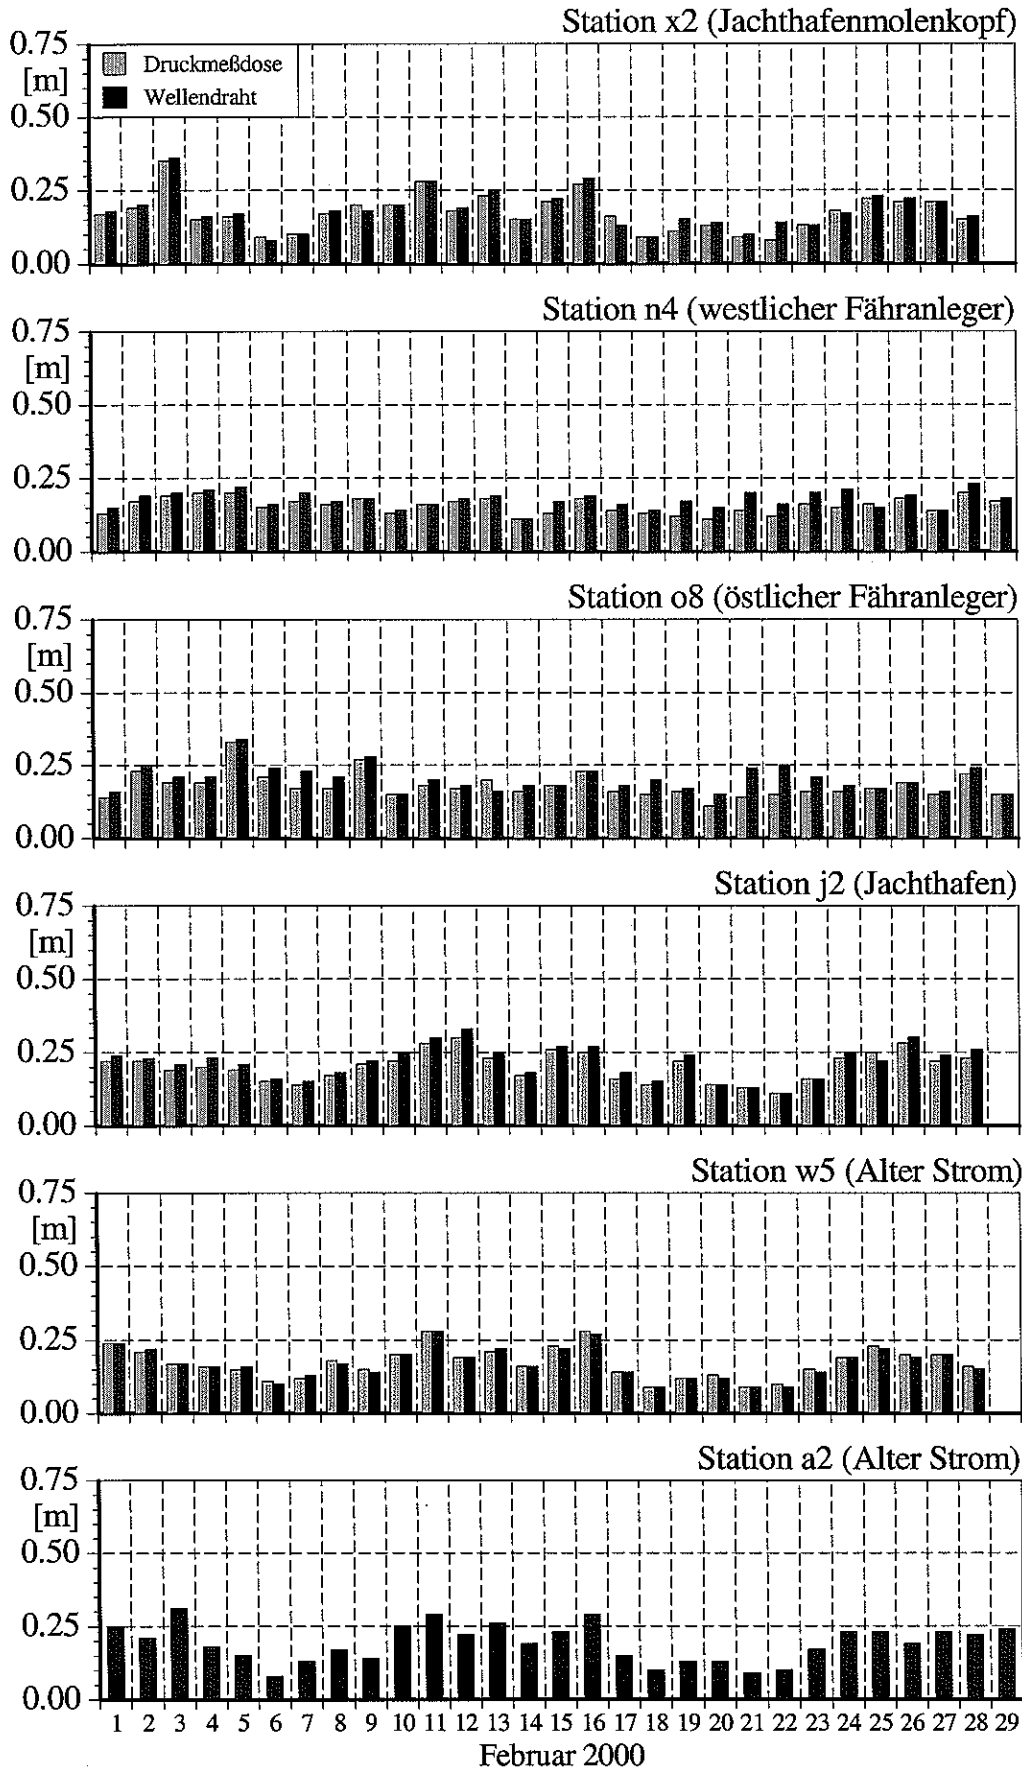 Station x2 (Jachthafenmolenkopf)
0.75
[m]
0.50
0.25
0.00
Druckmeßdose
Wellendraht
Station n4 (westlicher Fähranleger)
0.75
[m]
0.50
0.25
0.00
Station o8 (östlicher Fähranleger)
0.75
[m]
0.50
0.25
0.00
Station j2 (Jachthafen)
0.75
[m]
0.50
0.25
0.00
Station w5 (Alter Strom)
0.75
[m]
0.50
0.25
0.00
Station a2 (Alter Strom)
0.75
[m]
0.50
0.25
0.00
1 2 3 4 5 6 7 8 9 10 11 12 13 14 15 16 17 18 19 20 21 22 23 24 25 26 27 28 29
Februar 2000